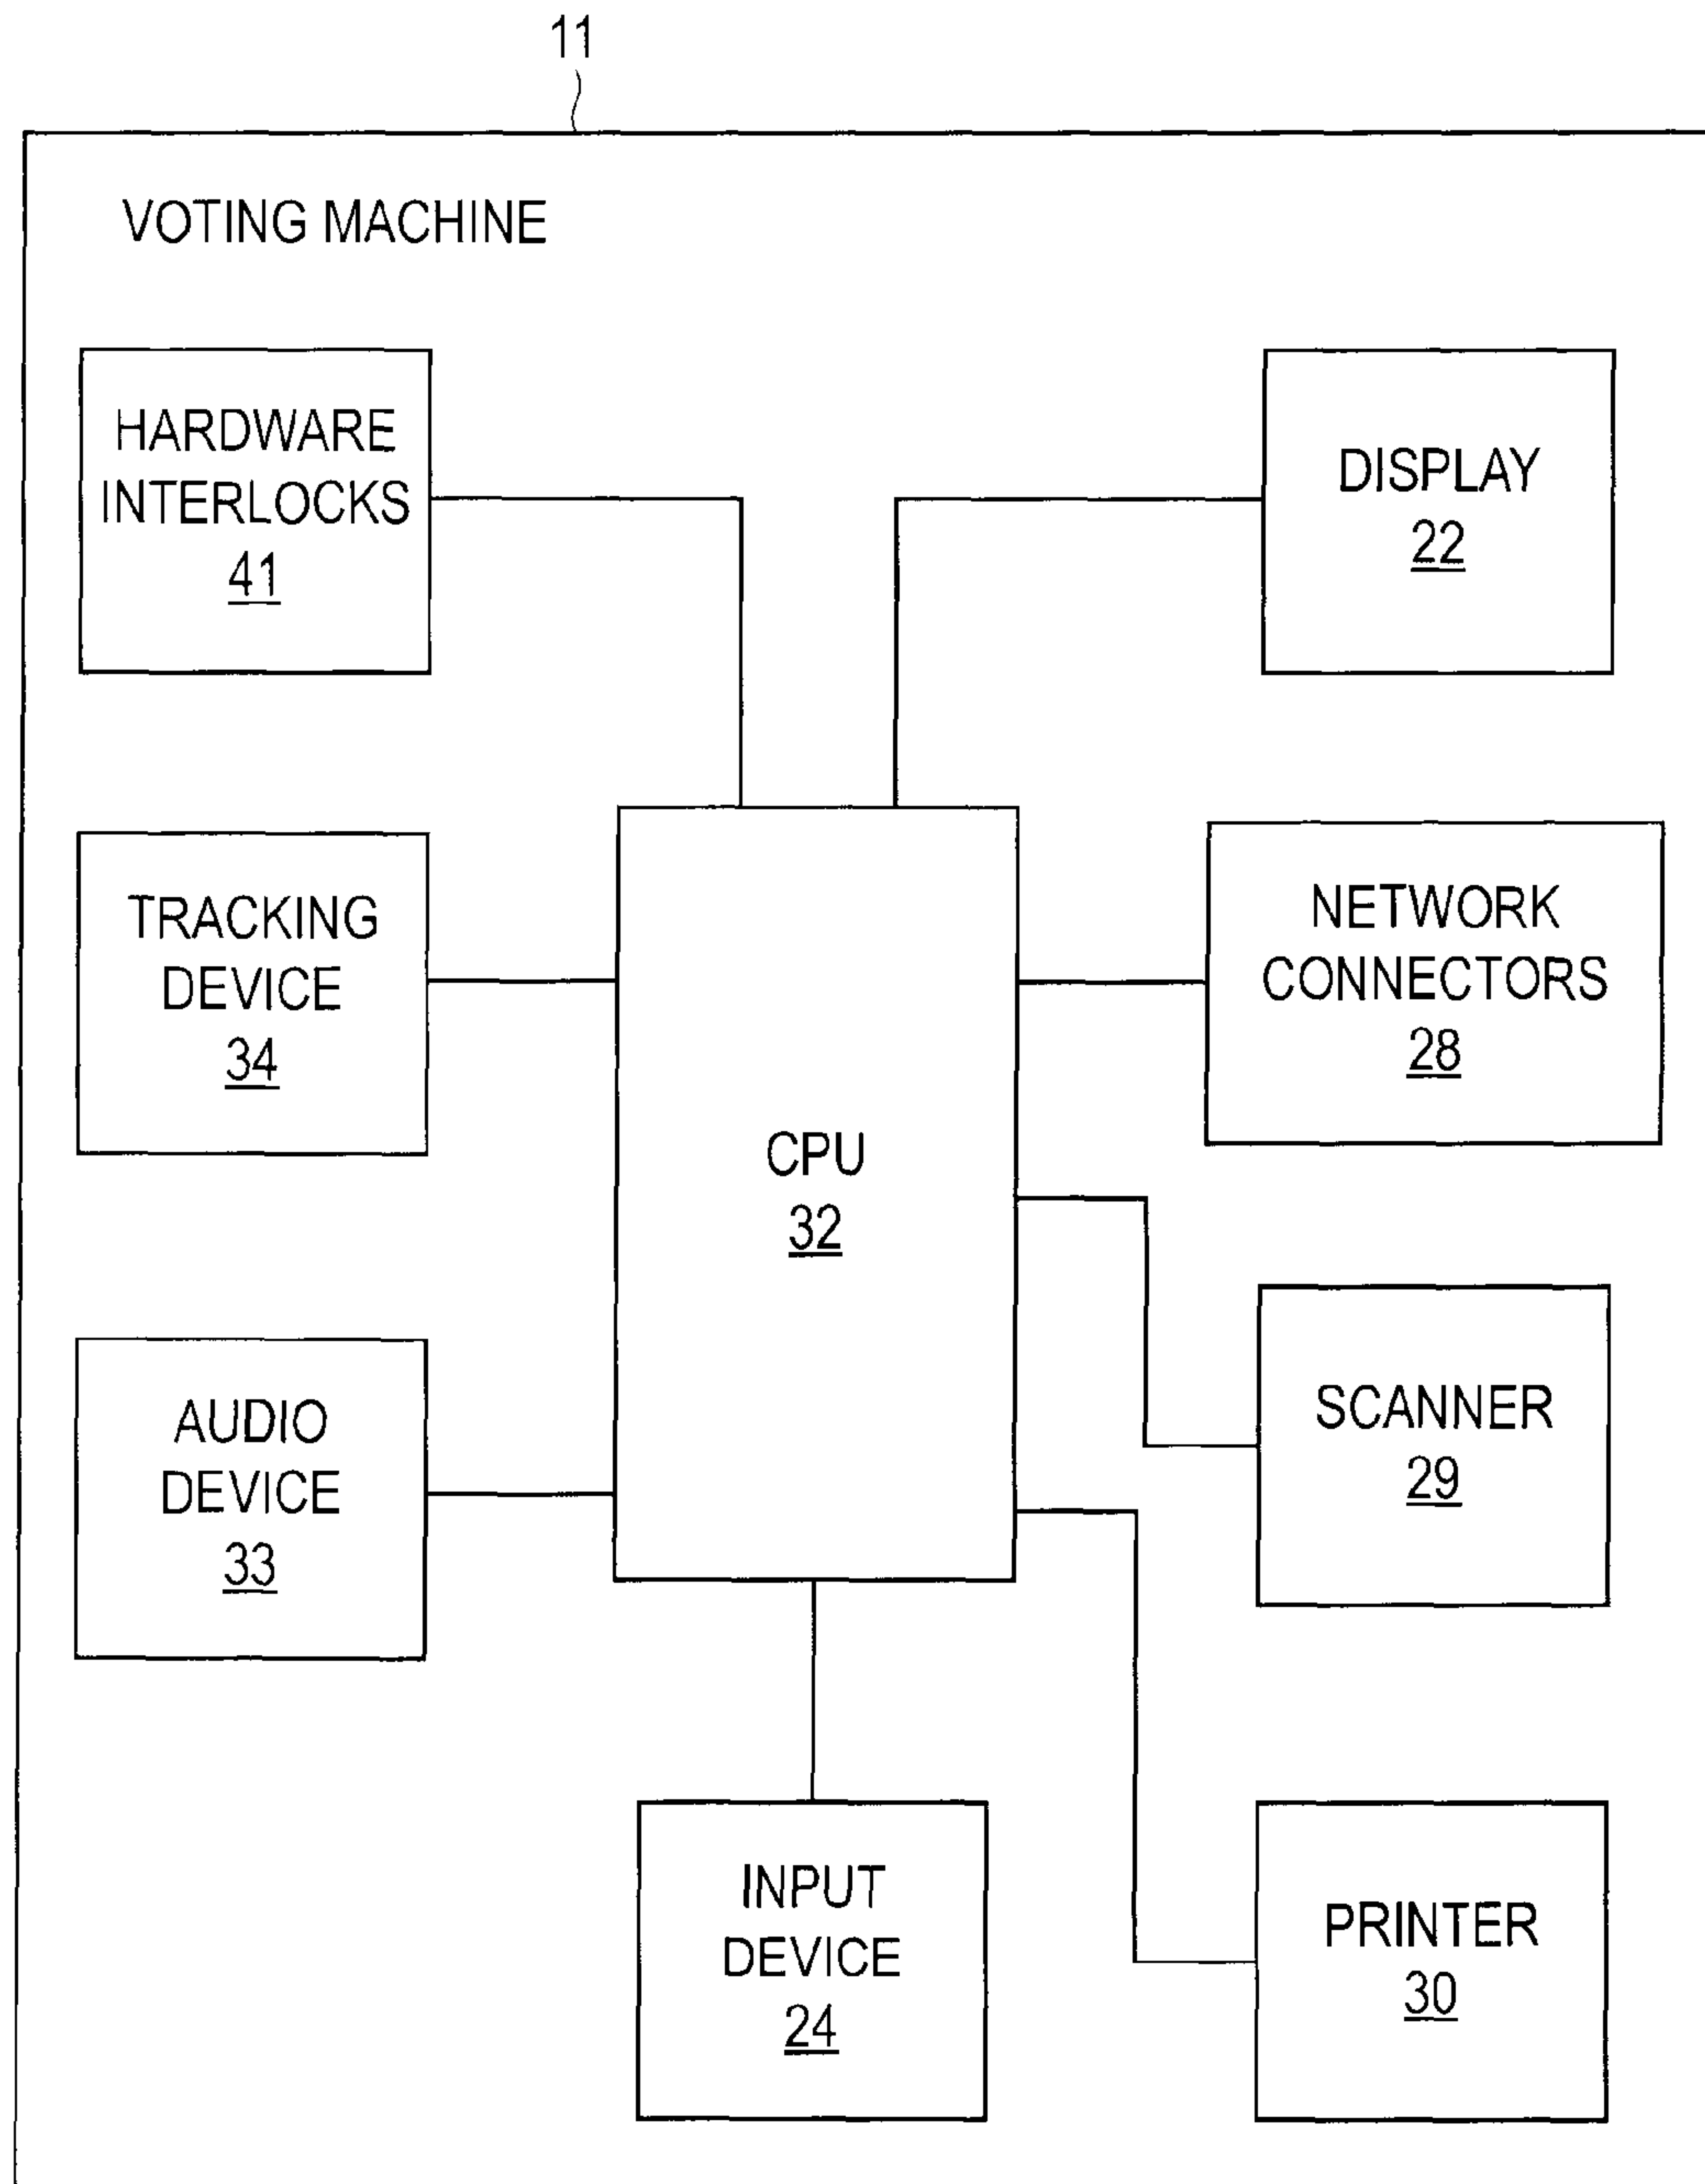 11
VOTING MACHINE
HARDWARE
INTERLOCKS
41
DISPLAY
22
TRACKING
DEVICE
34
NETWORK
CONNECTORS
28
CPU
32
AUDIO
DEVICE
33
SCANNER
29
INPUT
DEVICE
24
PRINTER
30